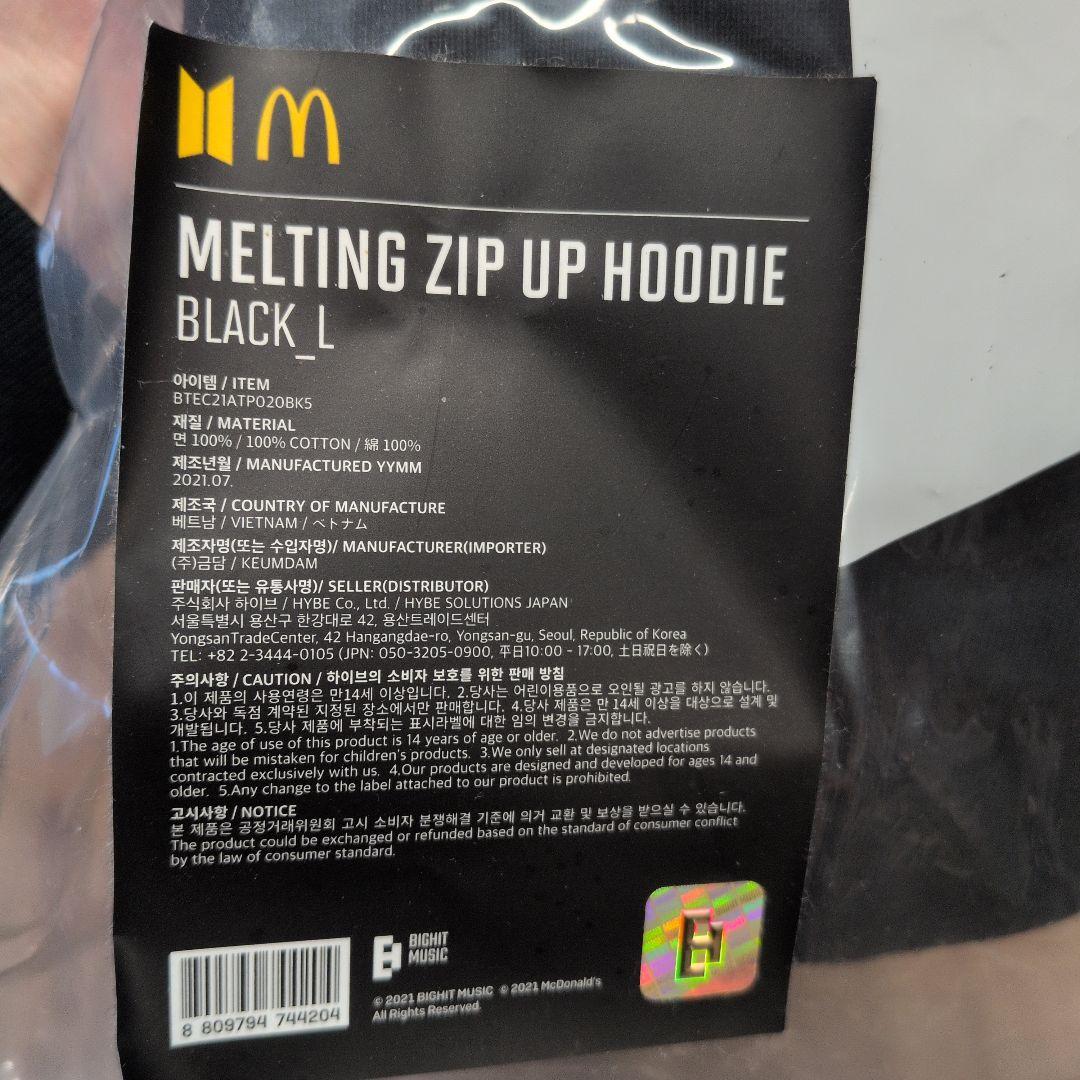 MELTING ZIP UP HOODIE
BLACK_L
아이템 / ITEM
BTEC21ATP020BK5
재질 / MATERIAL
면 100% / 100% COTTON / 綿 100%
제조년월 / MANUFACTURED YYMM
2021.07.
제조국 / COUNTRY OF MANUFACTURE
베트남 / VIETNAM / ベトナム
제조자명(또는 수입자명)/ MANUFACTURER(IMPORTER)
(주)금담 / KEUMDAM
판매자(또는 유통사명)/ SELLER(DISTRIBUTOR)
주식회사 하이브 / HYBE Co., Ltd. / HYBE SOLUTIONS JAPAN
서울특별시 용산구 한강대로 42, 용산트레이드센터
YongsanTradeCenter, 42 Hangangdae-ro, Yongsan-gu, Seoul, Republic of Korea
TEL: +82 2-3444-0105 (JPN: 050-3205-0900, 平日10:00 - 17:00, 土日祝日を除く)
주의사항 / CAUTION / 하이브의 소비자 보호를 위한 판매 방침
1.이 제품의 사용연령은 만14세 이상입니다. 2.당사는 어린이용품으로 오인될 광고를 하지 않습니다.
3.당사와 독점 계약된 지정된 장소에서만 판매합니다. 4.당사 제품은 만 14세 이상을 대상으로 설계 및
개발됩니다. 5.당사 제품에 부착되는 표시라벨에 대한 임의 변경을 금지합니다.
1.The age of use of this product is 14 years of age or older. 2.We do not advertise products
that will be mistaken for children's products. 3.We only sell at designated locations
contracted exclusively with us. 4.Our products are designed and developed for ages 14 and
older. 5.Any change to the label attached to our product is prohibited.
고시사항 / NOTICE
본 제품은 공정거래위원회 고시 소비자 분쟁해결 기준에 의거 교환 및 보상을 받으실 수 있습니다.
The product could be exchanged or refunded based on the standard of consumer conflict
by the law of consumer standard.
BIGHIT
MUSIC
© 2021 BIGHIT MUSIC © 2021 McDonald's
All Rights Reserved.
8 809794 744204